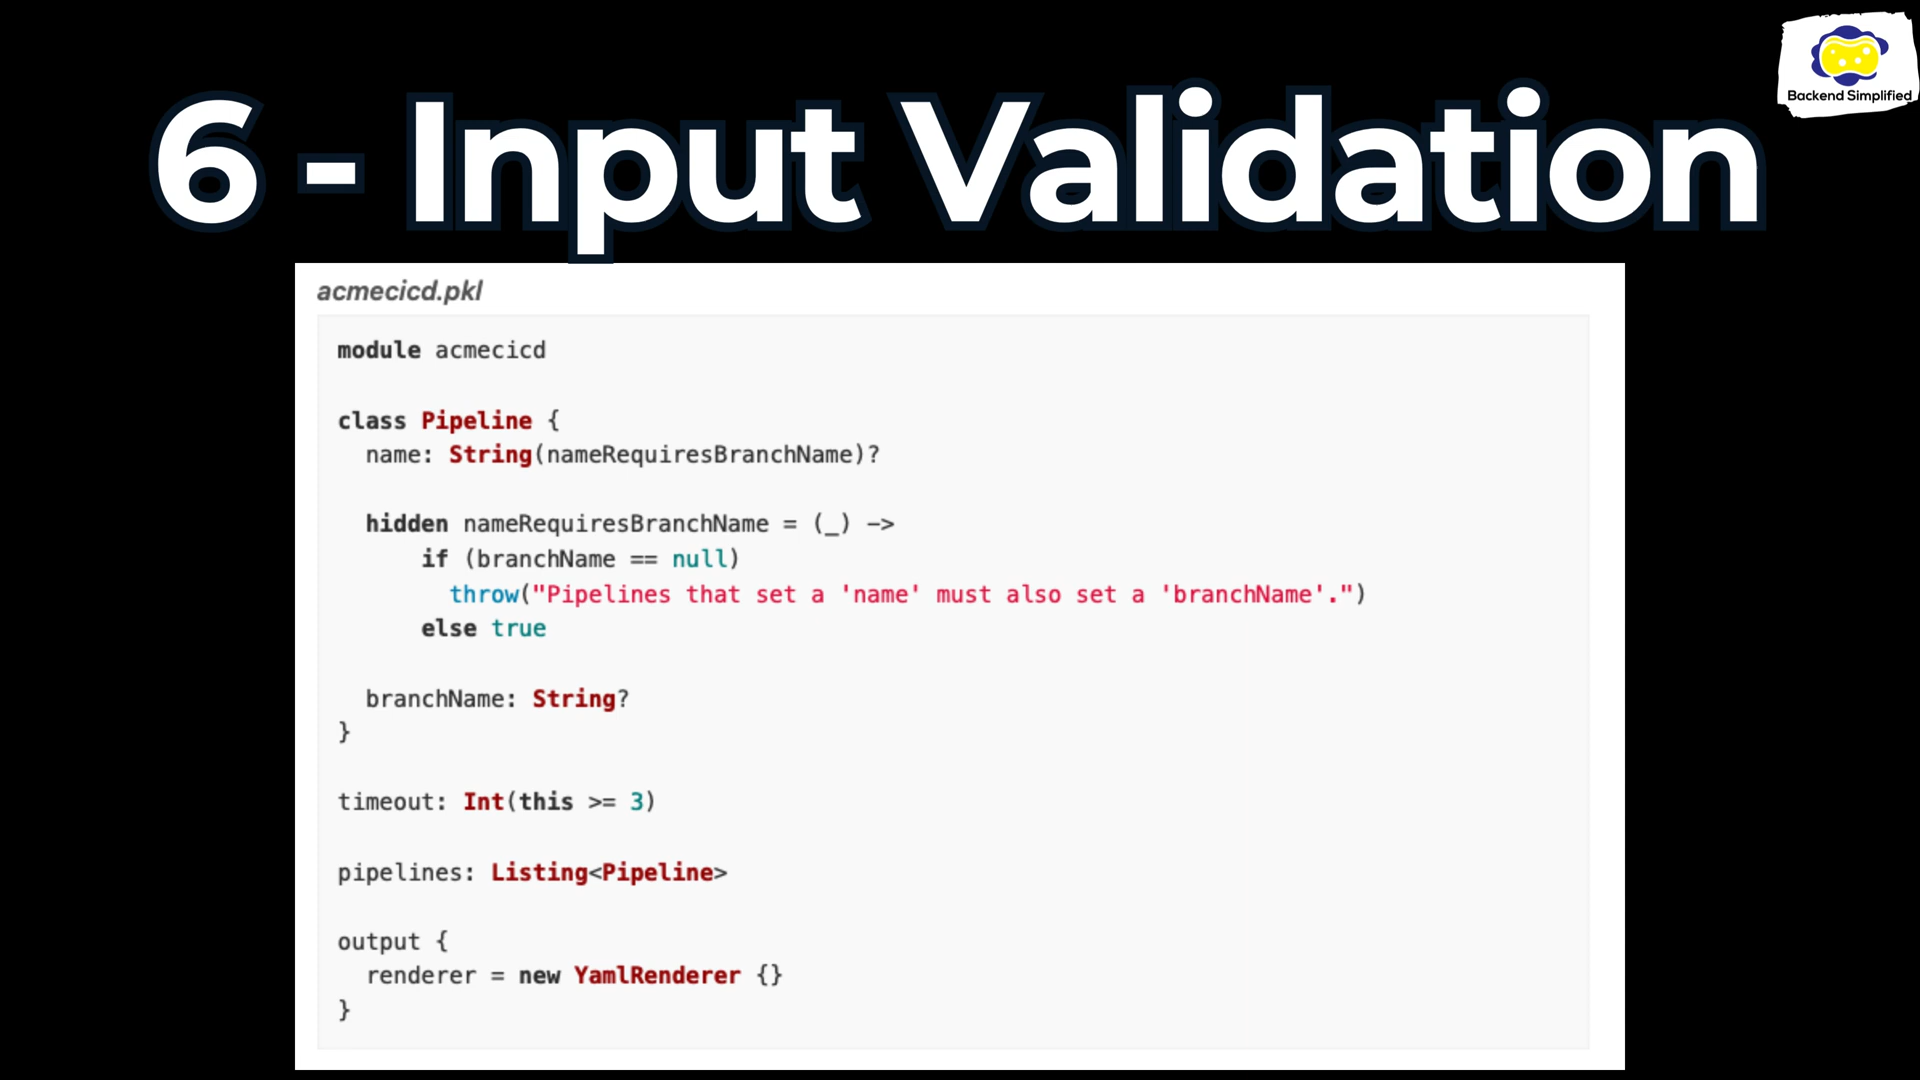 Backend Simplified
6 - Input Validation
acmecicd.pkl
module acmecicd
class Pipeline {
  name: String(nameRequiresBranchName)?
  hidden nameRequiresBranchName = (_) ->
      if (branchName == null)
        throw("Pipelines that set a 'name' must also set a 'branchName'.")
      else true
  branchName: String?
}
timeout: Int(this >= 3)
pipelines: Listing<Pipeline>
output {
  renderer = new YamlRenderer {}
}